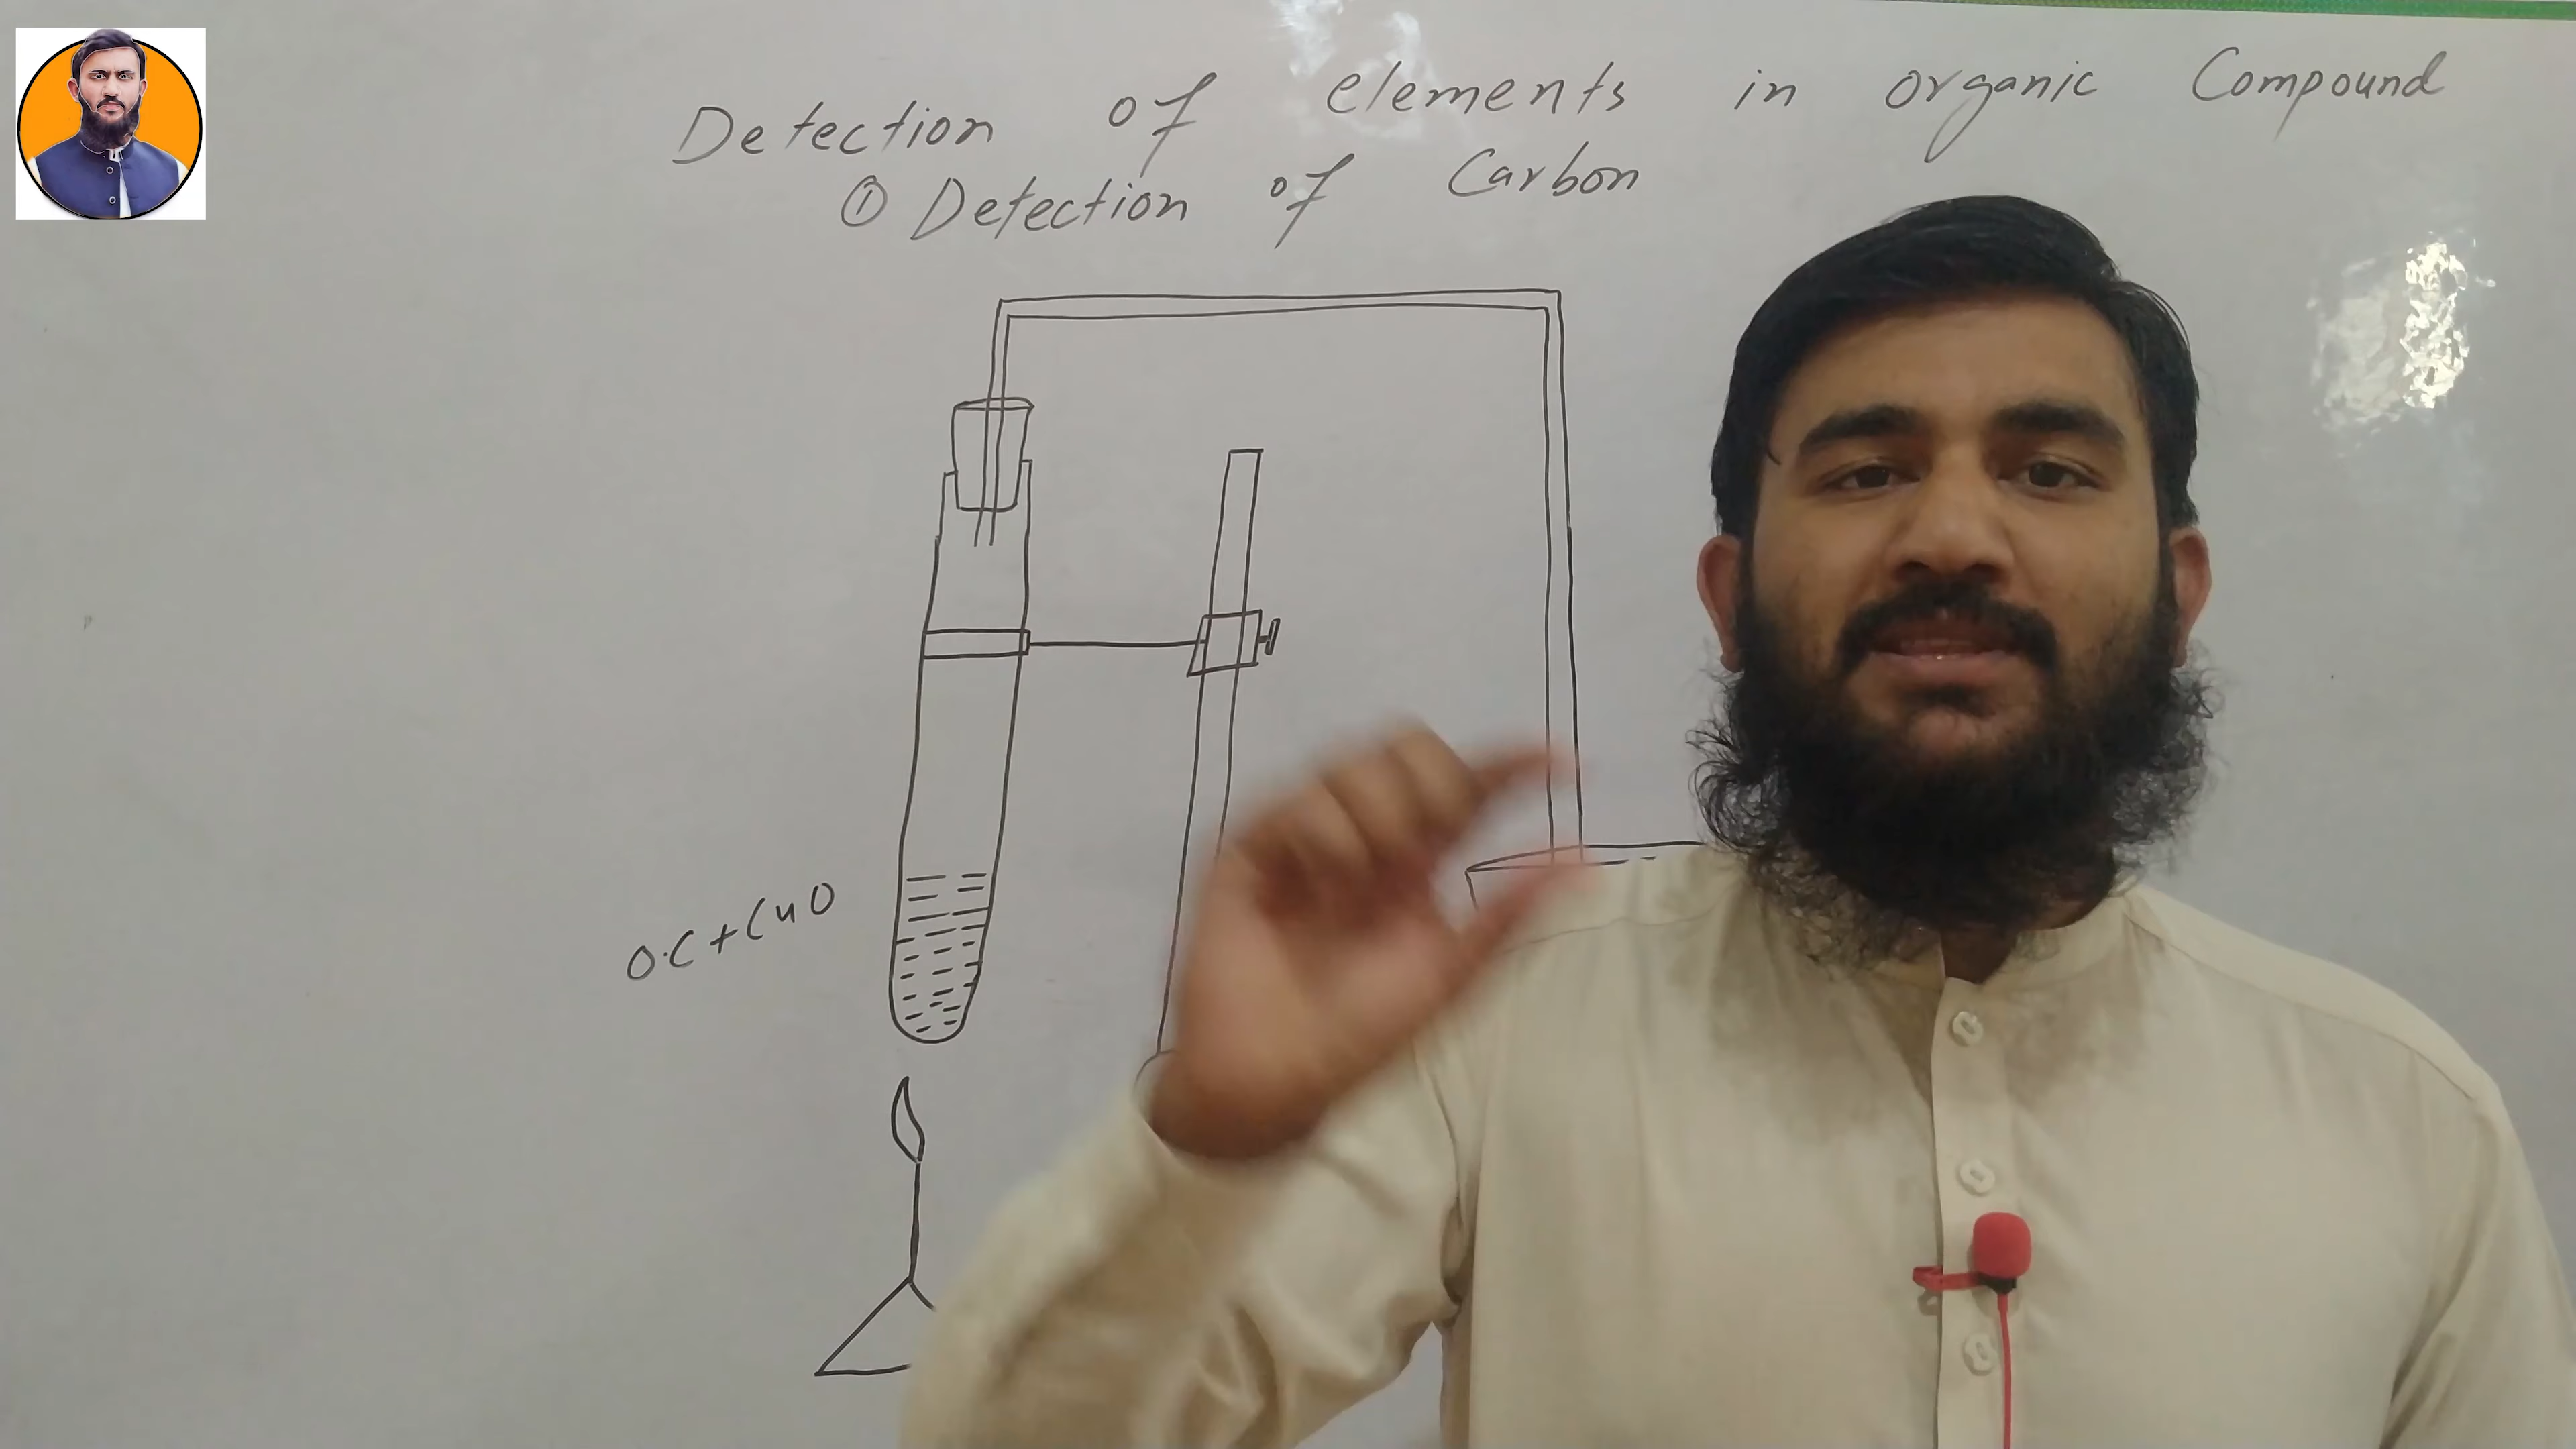 Detection of elements in organic Compound
① Detection of Carbon
O.C + CuO